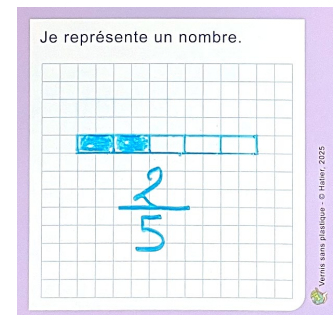 Je représente un nombre.
2
5
Vernis sans plastique - © Hatier, 2025